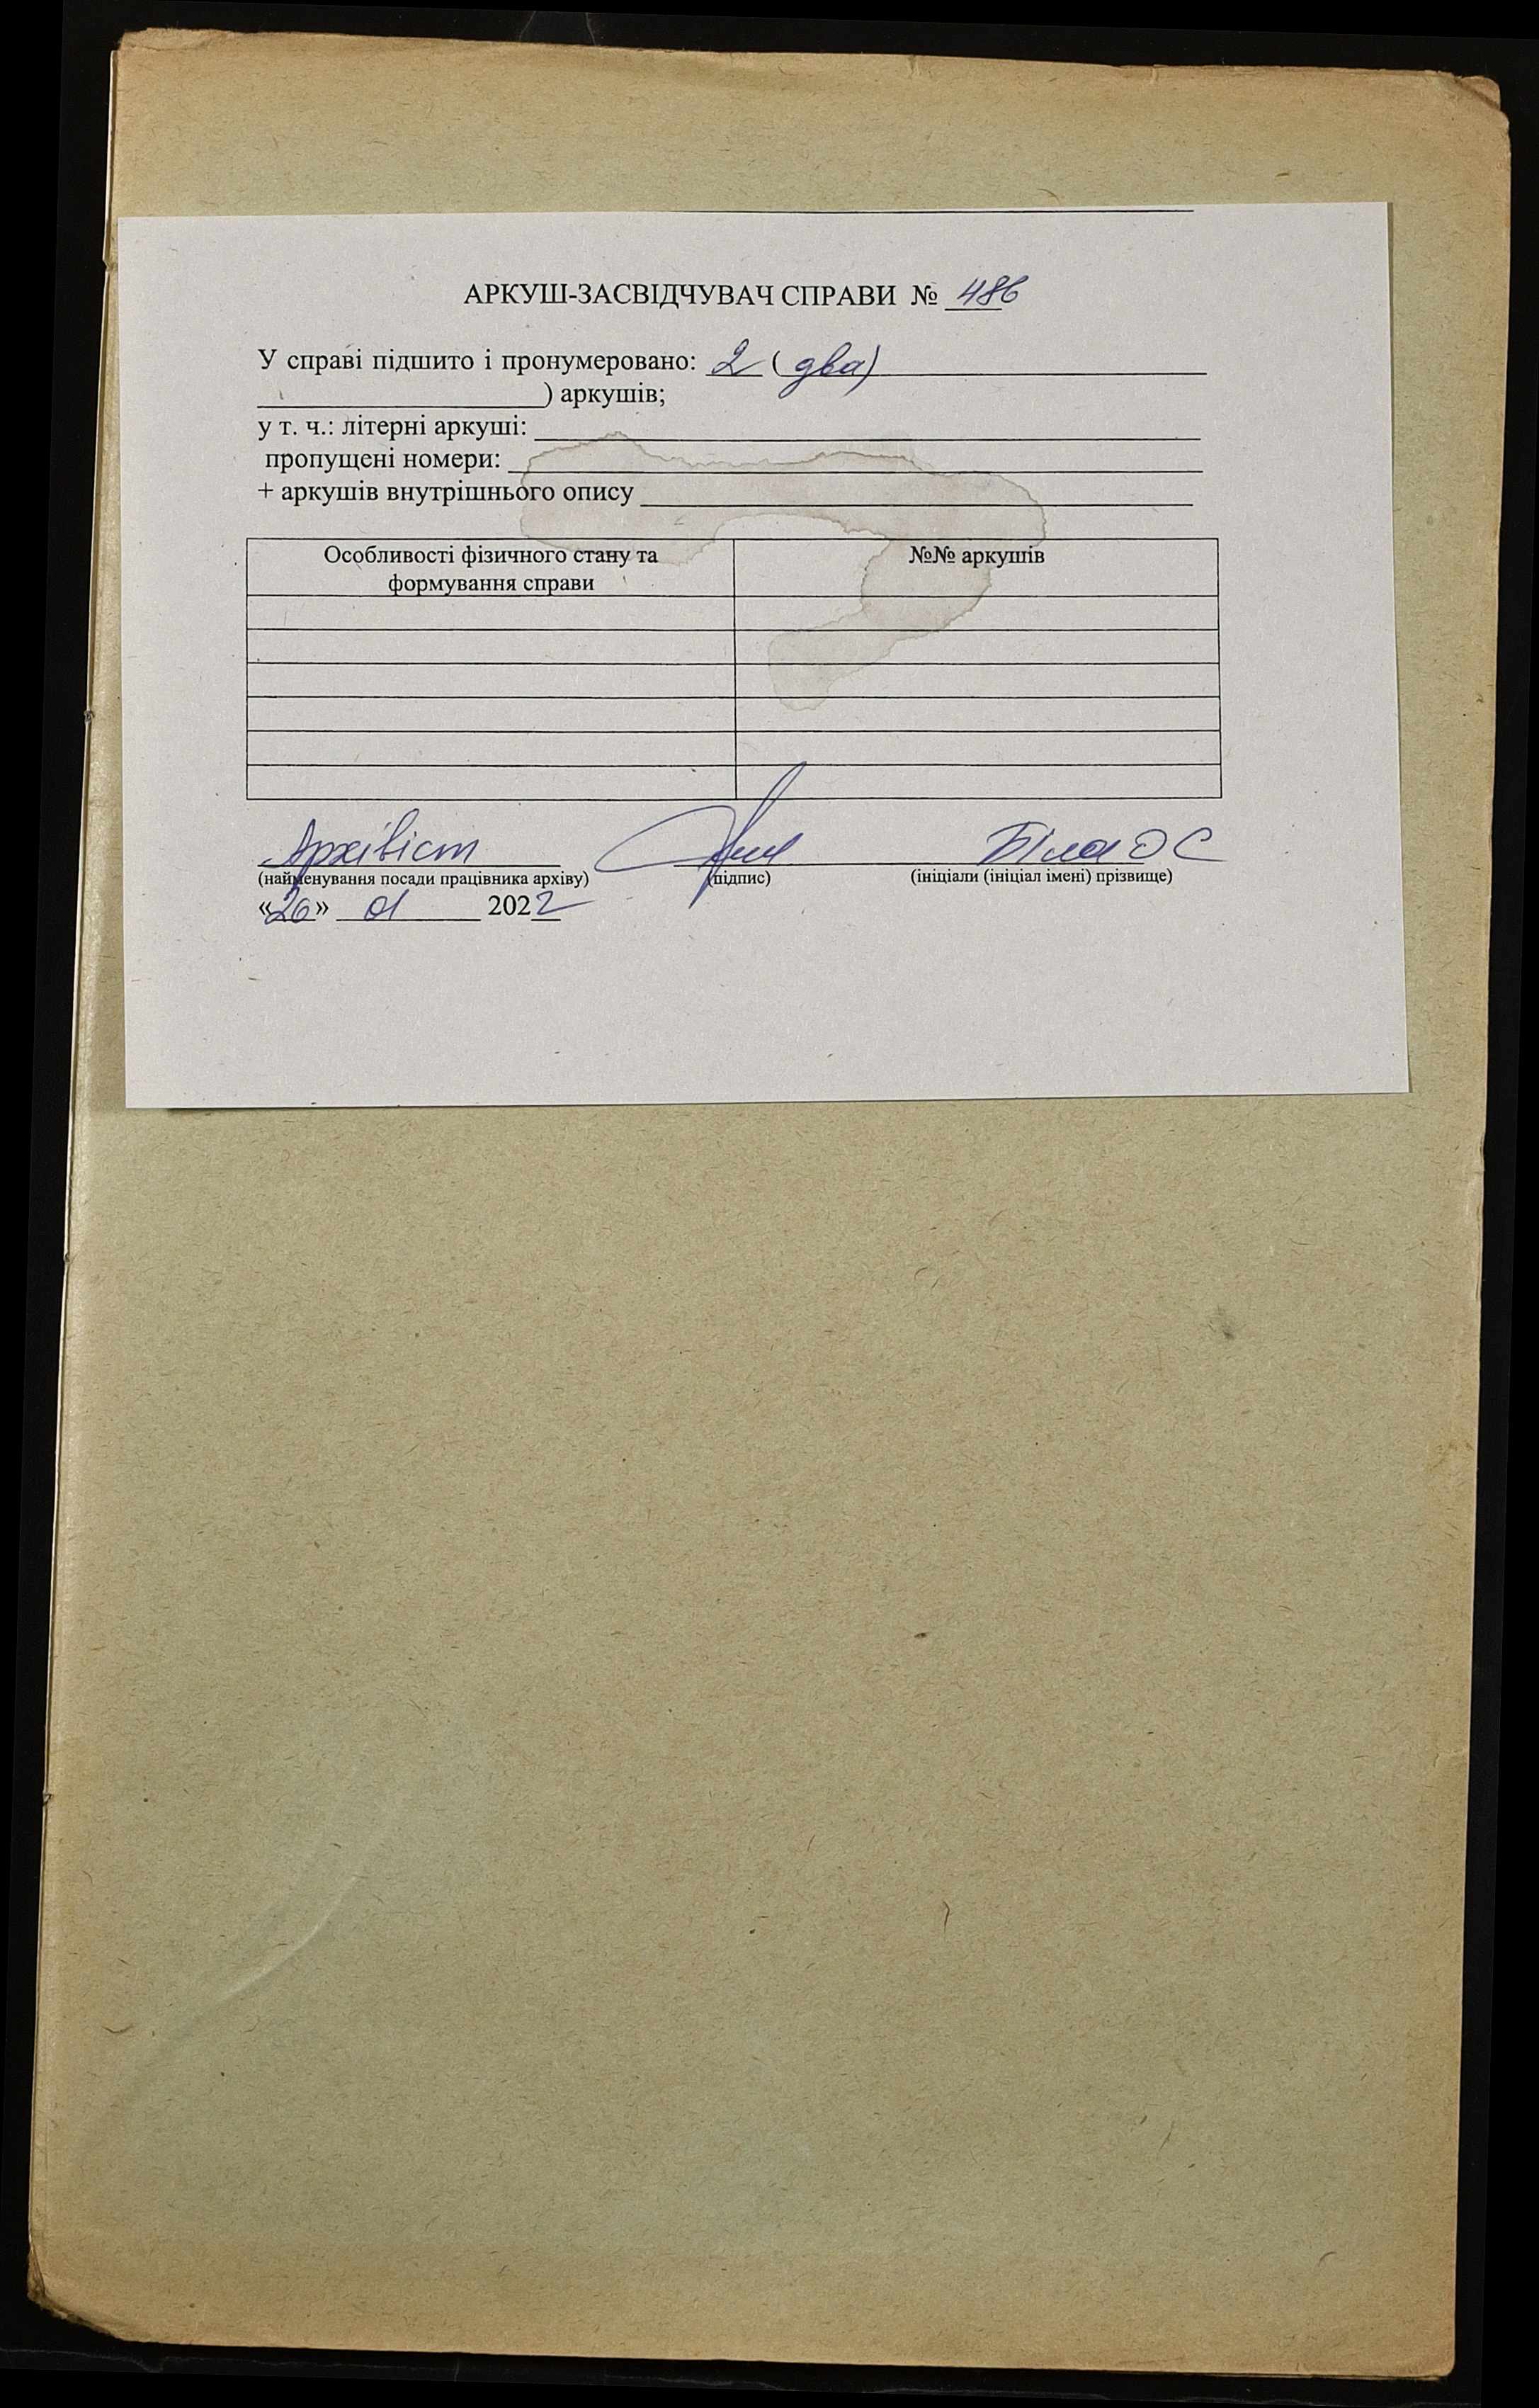 АРКУШ-ЗАСВІДЧУВАЧ СПРАВИ № 486
У справі підшито і пронумеровано: 2 ( два)
) аркушів;
у т. ч.: літерні аркуші:
пропущені номери:
+ аркушів внутрішнього опису
Особливості фізичного стану та формування справи №№ аркушів
Архівіст Біла О С
(найменування посади працівника архіву) (підпис) (ініціали (ініціал імені) прізвище)
«26» 01 2022